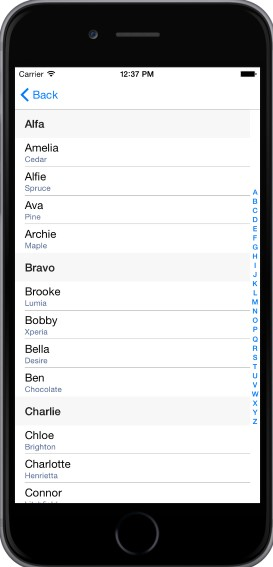 Carrier 12:37 PM
Back
Alfa
Amelia
Cedar
Alfie
Spruce
Ava
Pine
Archie
Maple
Bravo
Brooke
Lumia
Bobby
Xperia
Bella
Desire
Ben
Chocolate
Charlie
Chloe
Brighton
Charlotte
Henrietta
Connor
A
B
C
D
E
F
G
H
I
J
K
L
M
N
O
P
Q
R
S
T
U
V
W
X
Y
Z